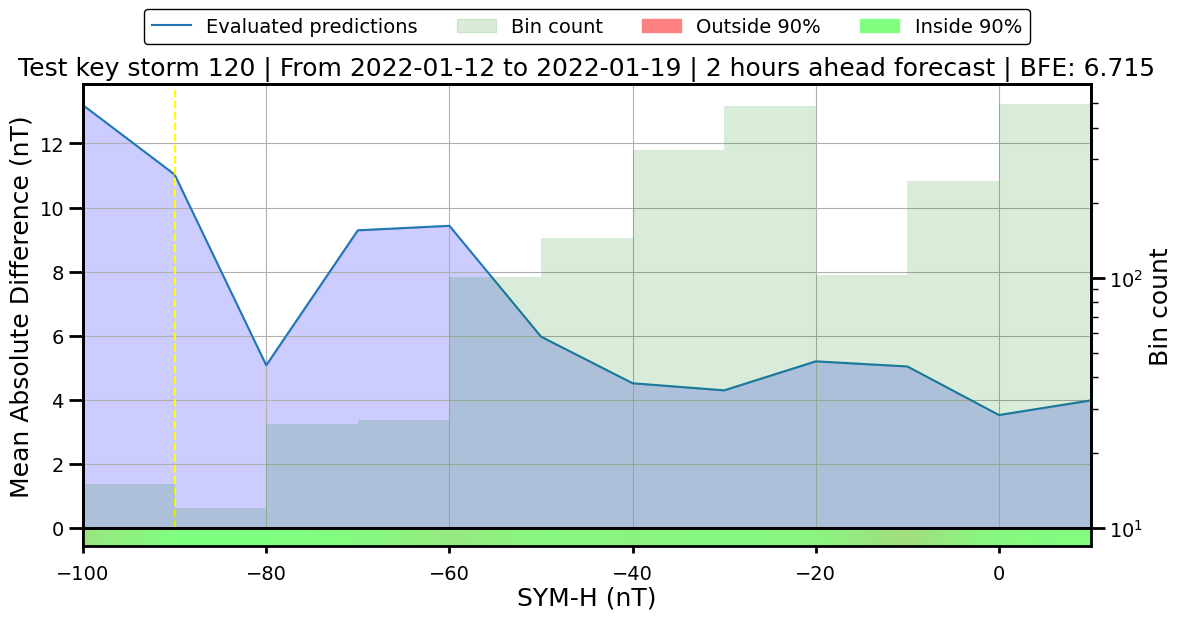 Evaluated predictions Bin count Outside 90% Inside 90%
Test key storm 120 | From 2022-01-12 to 2022-01-19 | 2 hours ahead forecast | BFE: 6.715
Mean Absolute Difference (nT)
12
10
8
6
4
2
0
10²
10¹
Bin count
−100 −80 −60 −40 −20 0
SYM-H (nT)